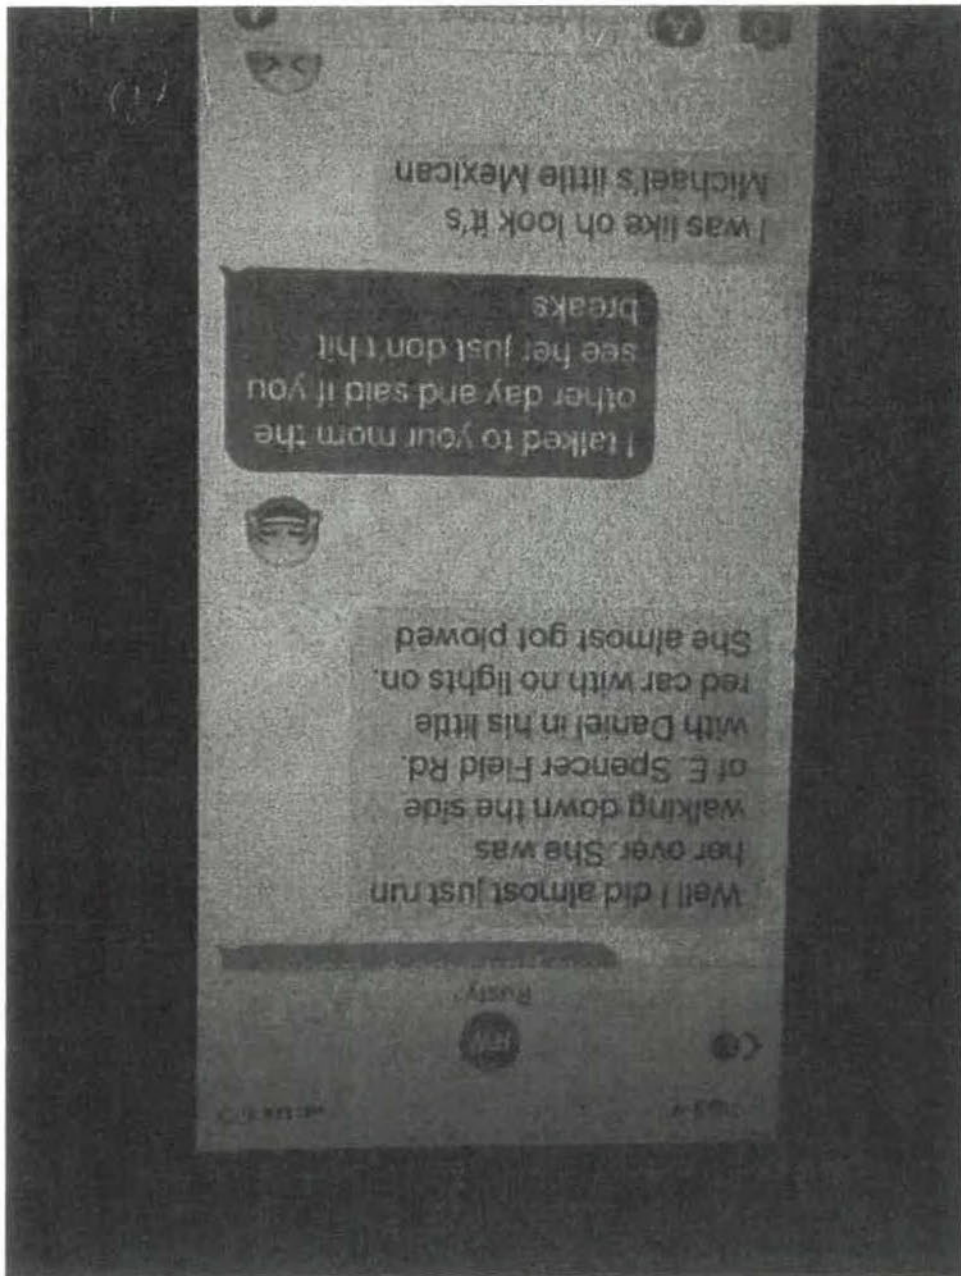 Rusty
Well I did almost just run
her over. She was
walking down the side
of E. Spencer Field Rd.
with Daniel in his little
red car with no lights on.
She almost got plowed
I talked to your mom the
other day and said if you
see her just don't hit
breaks
I was like oh look it's
Michael's little Mexican